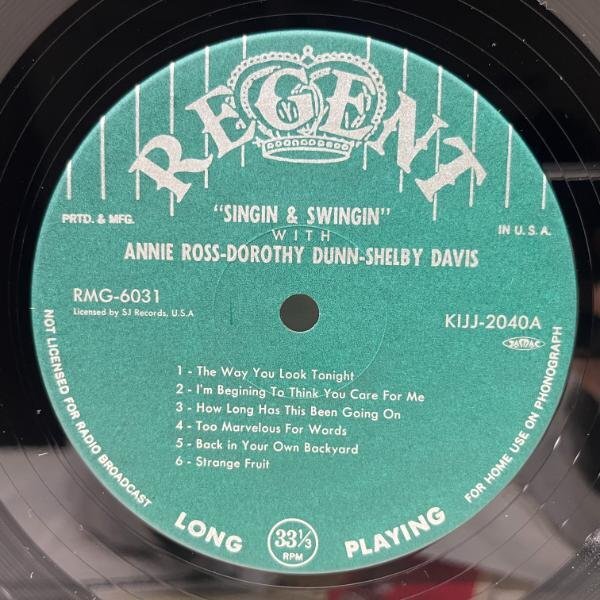 REGENT
PRTD. & MFG.
IN U. S. A.
"SINGIN & SWINGIN"
WITH
ANNIE ROSS-DOROTHY DUNN-SHELBY DAVIS
RMG-6031
Licensed by SJ Records, U.S.A
KIJJ-2040A
JASRAC
1 - The Way You Look Tonight
2 - I'm Begining To Think You Care For Me
3 - How Long Has This Been Going On
4 - Too Marvelous For Words
5 - Back in Your Own Backyard
6 - Strange Fruit
NOT LICENSED FOR RADIO BROADCAST
FOR HOME USE ON PHONOGRAPH
LONG PLAYING
33 1/3
RPM